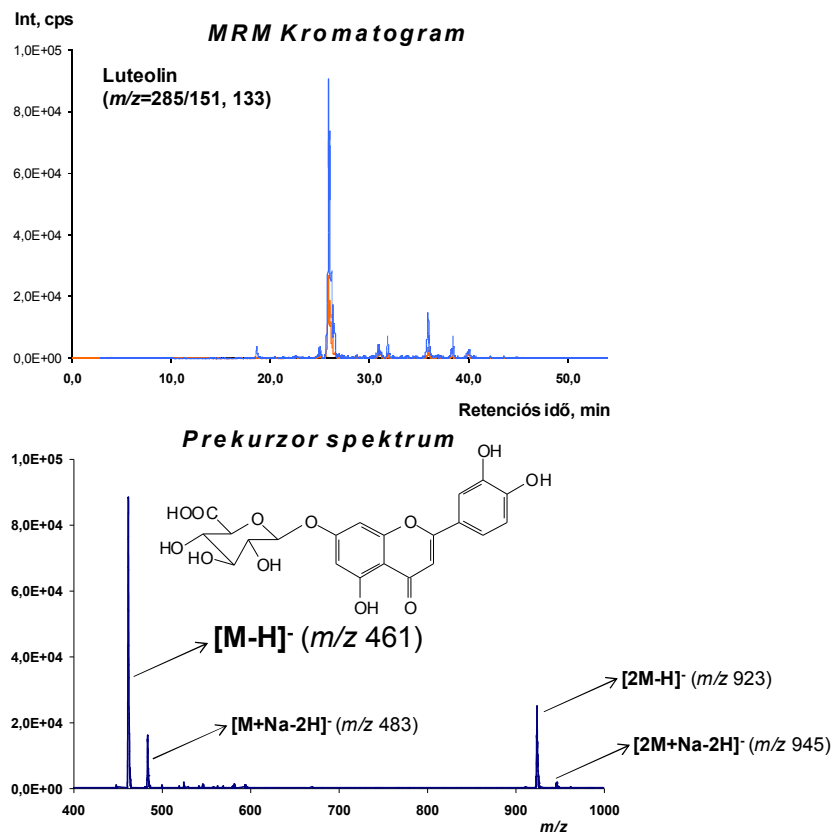 Int, cps
MRM Kromatogram
1,0E+05
Luteolin
(m/z=285/151, 133)
8,0E+04
6,0E+04
4,0E+04
2,0E+04
0,0E+00
0,0 20,0 30,0 40,0 50,0
Retenciós idő, min
Prekurzor spektrum
1,0E+05
OH
OH
HOOC
O
O
O
8,0E+04
HO
HO
OH
OH
O
6,0E+04
[M-H]- (m/z 461)
4,0E+04
[2M-H]- (m/z 923)
2,0E+04
[M+Na-2H]- (m/z 483)
[2M+Na-2H]- (m/z 945)
0,0E+00
400 500 600 700 800 900 1000
m/z